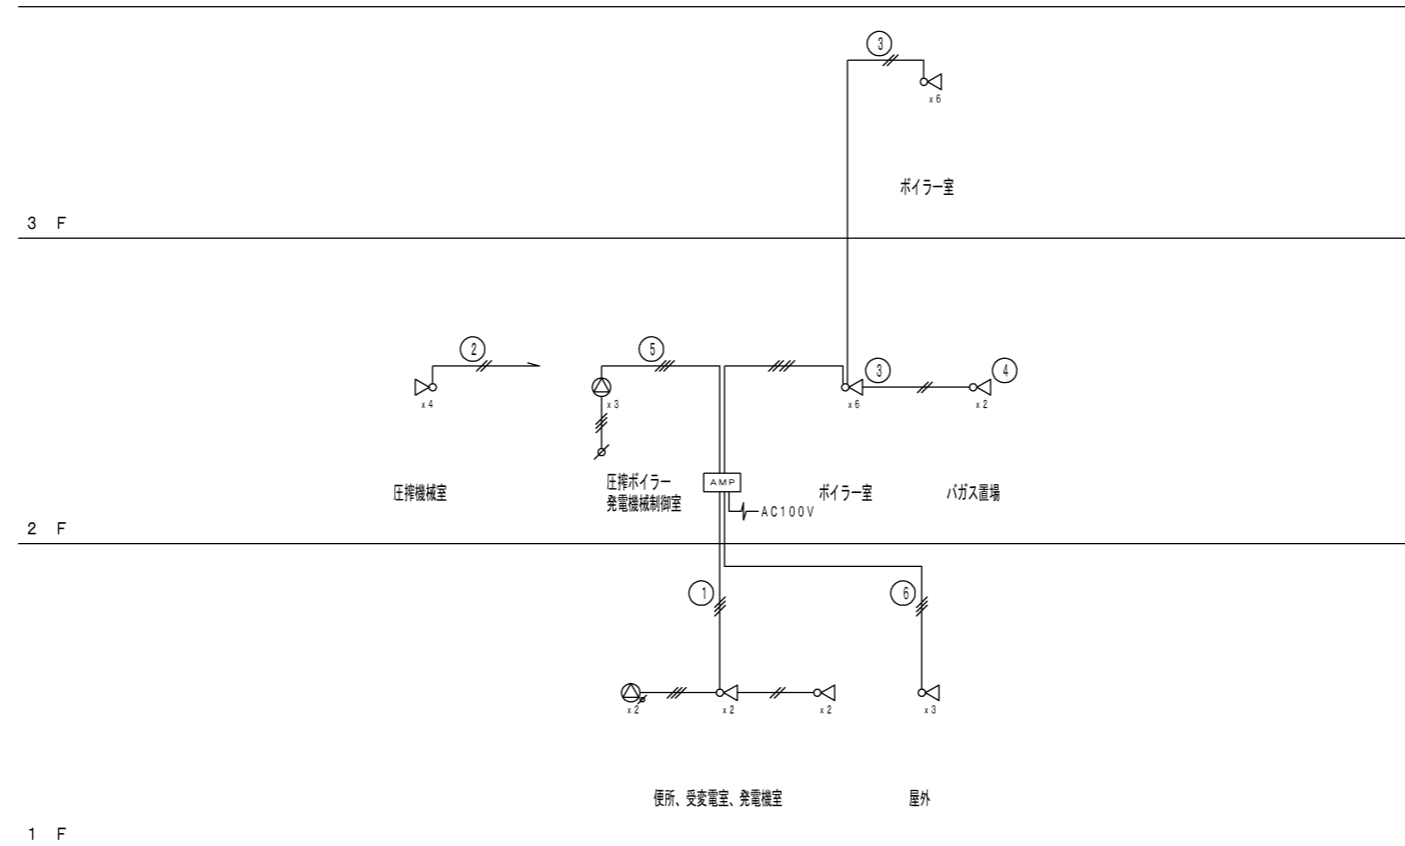 3
x 6
ボイラー室
3 F
2
5
3
4
x 4
x 3
x 6
x 2
圧搾機械室
圧搾ボイラー
発電機械制御室
AMP
ボイラー室
バガス置場
AC100V
2 F
1
6
x 2
x 2
x 2
x 3
便所、受変電室、発電機室
屋外
1 F